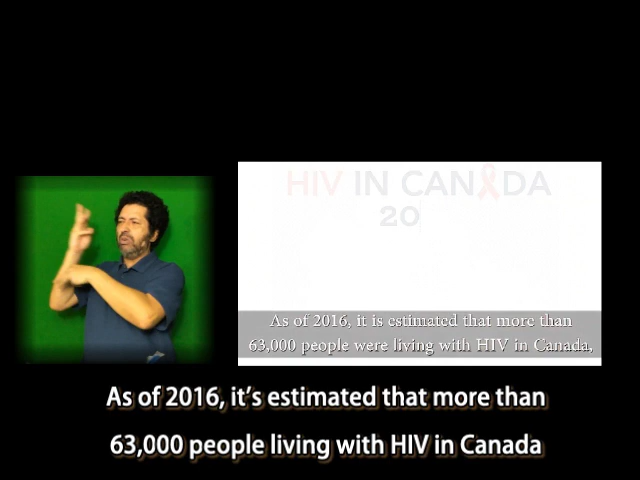 HIV IN CANADA
20
As of 2016, it is estimated that more than
63,000 people were living with HIV in Canada,
As of 2016, it's estimated that more than
63,000 people living with HIV in Canada